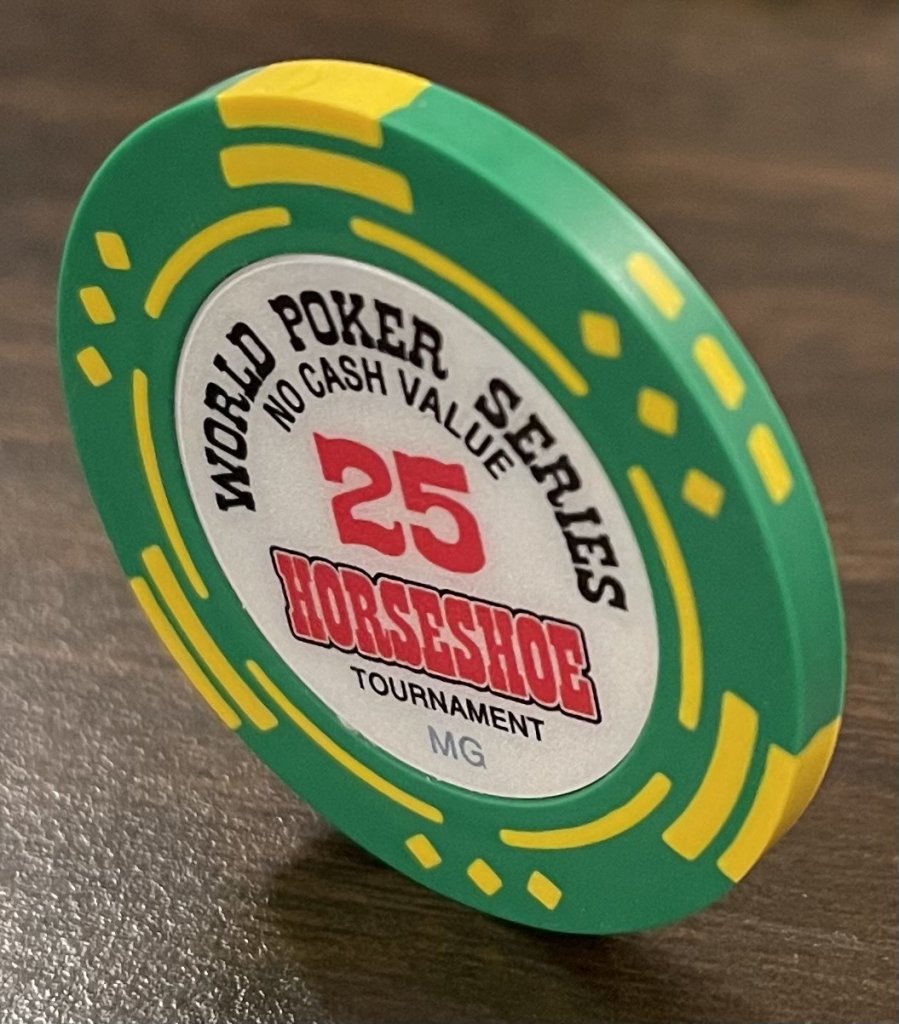 WORLD POKER SERIES
NO CASH VALUE
25
HORSESHOE
TOURNAMENT
MG